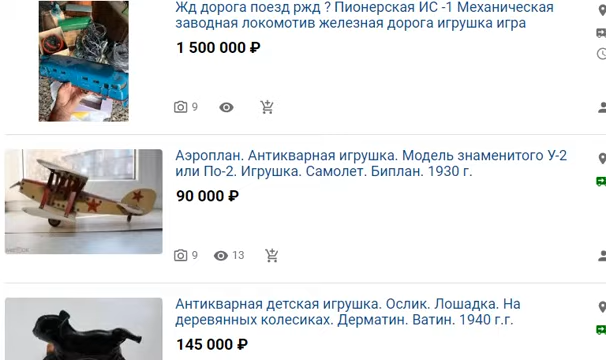 Жд дорога поезд ржд ? Пионерская ИС -1 Механическая
заводная локомотив железная дорога игрушка игра
1 500 000 ₽
9
Аэроплан. Антикварная игрушка. Модель знаменитого У-2
или По-2. Игрушка. Самолет. Биплан. 1930 г.
90 000 ₽
9 13
Антикварная детская игрушка. Ослик. Лошадка. На
деревянных колесиках. Дерматин. Ватин. 1940 г.г.
145 000 ₽